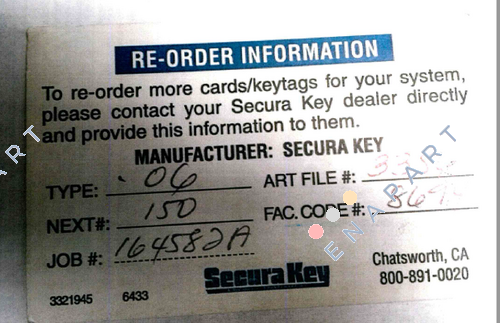 RE-ORDER INFORMATION
To re-order more cards/keytags for your system,
please contact your Secura Key dealer directly
and provide this information to them.
MANUFACTURER: SECURA KEY
TYPE: .06 ART FILE #:
NEXT#: 150 FAC. CODE #:
JOB #: 164582A
Secura Key
Chatsworth, CA
800-891-0020
3321945 6433
ENAPART